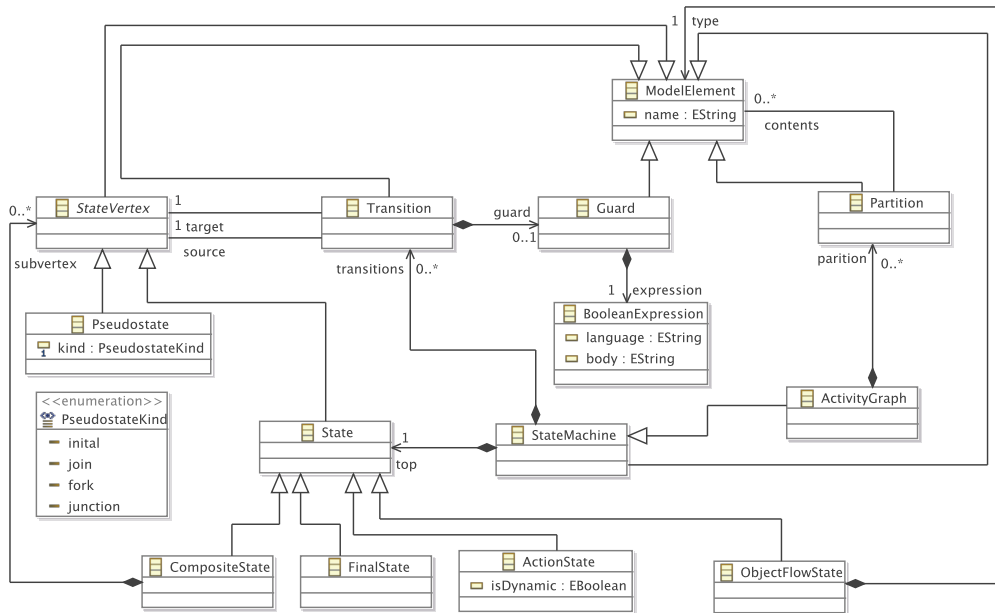 1 type
ModelElement
name : EString
0..*
contents
0..*
StateVertex
1
Transition
guard
Guard
Partition
1 target
source
0..1
subvertex
transitions 0..*
parition
0..*
1 expression
Pseudostate
kind : PseudostateKind
1
BooleanExpression
language : EString
body : EString
<<enumeration>>
PseudostateKind
inital
join
fork
junction
ActivityGraph
State
1
top
StateMachine
CompositeState
FinalState
ActionState
isDynamic : EBoolean
ObjectFlowState